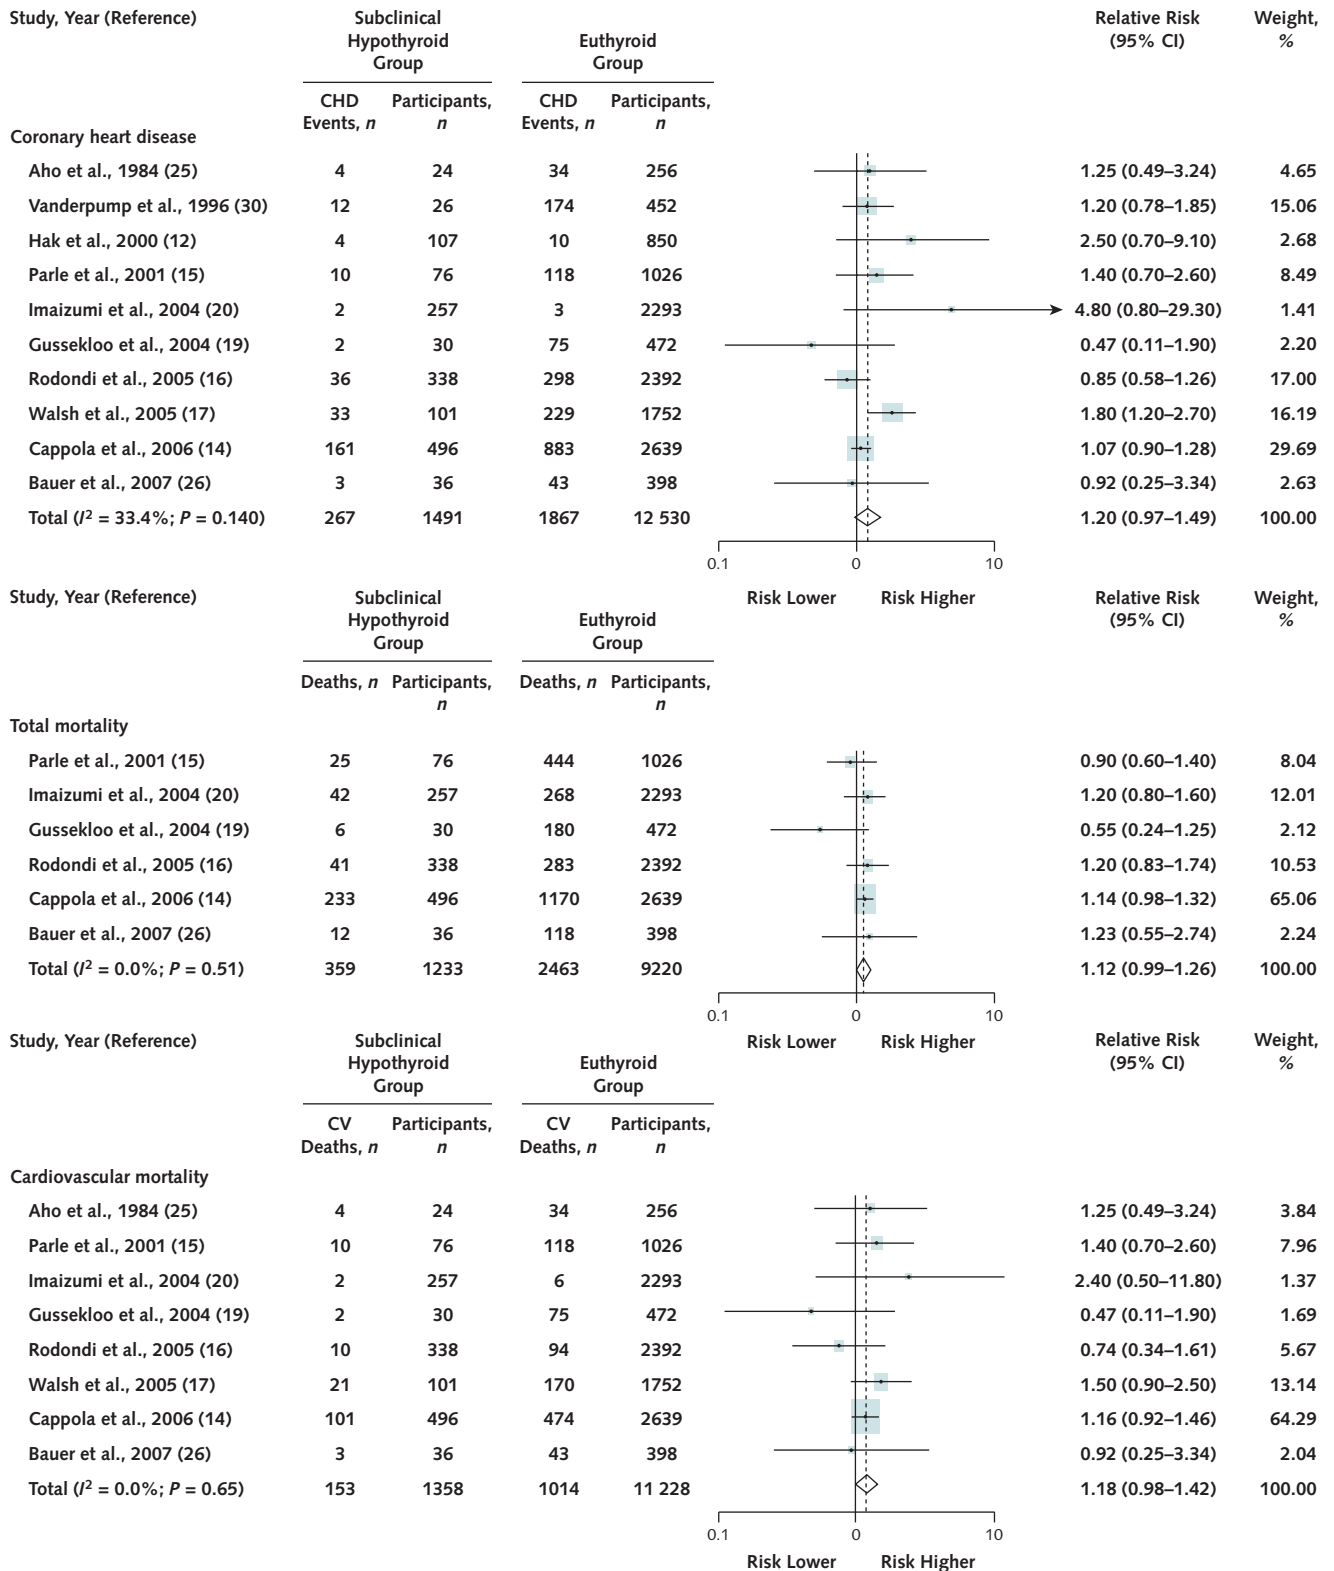 Study, Year (Reference) Subclinical Hypothyroid Group Euthyroid Group Relative Risk (95% CI) Weight, %
CHD Events, n Participants, n CHD Events, n Participants, n
Coronary heart disease
Aho et al., 1984 (25) 4 24 34 256 1.25 (0.49–3.24) 4.65
Vanderpump et al., 1996 (30) 12 26 174 452 1.20 (0.78–1.85) 15.06
Hak et al., 2000 (12) 4 107 10 850 2.50 (0.70–9.10) 2.68
Parle et al., 2001 (15) 10 76 118 1026 1.40 (0.70–2.60) 8.49
Imaizumi et al., 2004 (20) 2 257 3 2293 4.80 (0.80–29.30) 1.41
Gussekloo et al., 2004 (19) 2 30 75 472 0.47 (0.11–1.90) 2.20
Rodondi et al., 2005 (16) 36 338 298 2392 0.85 (0.58–1.26) 17.00
Walsh et al., 2005 (17) 33 101 229 1752 1.80 (1.20–2.70) 16.19
Cappola et al., 2006 (14) 161 496 883 2639 1.07 (0.90–1.28) 29.69
Bauer et al., 2007 (26) 3 36 43 398 0.92 (0.25–3.34) 2.63
Total (I² = 33.4%; P = 0.140) 267 1491 1867 12 530 1.20 (0.97–1.49) 100.00
0.1 0 10
Risk Lower Risk Higher
Study, Year (Reference) Subclinical Hypothyroid Group Euthyroid Group Relative Risk (95% CI) Weight, %
Deaths, n Participants, n Deaths, n Participants, n
Total mortality
Parle et al., 2001 (15) 25 76 444 1026 0.90 (0.60–1.40) 8.04
Imaizumi et al., 2004 (20) 42 257 268 2293 1.20 (0.80–1.60) 12.01
Gussekloo et al., 2004 (19) 6 30 180 472 0.55 (0.24–1.25) 2.12
Rodondi et al., 2005 (16) 41 338 283 2392 1.20 (0.83–1.74) 10.53
Cappola et al., 2006 (14) 233 496 1170 2639 1.14 (0.98–1.32) 65.06
Bauer et al., 2007 (26) 12 36 118 398 1.23 (0.55–2.74) 2.24
Total (I² = 0.0%; P = 0.51) 359 1233 2463 9220 1.12 (0.99–1.26) 100.00
0.1 0 10
Risk Lower Risk Higher
Study, Year (Reference) Subclinical Hypothyroid Group Euthyroid Group Relative Risk (95% CI) Weight, %
CV Deaths, n Participants, n CV Deaths, n Participants, n
Cardiovascular mortality
Aho et al., 1984 (25) 4 24 34 256 1.25 (0.49–3.24) 3.84
Parle et al., 2001 (15) 10 76 118 1026 1.40 (0.70–2.60) 7.96
Imaizumi et al., 2004 (20) 2 257 6 2293 2.40 (0.50–11.80) 1.37
Gussekloo et al., 2004 (19) 2 30 75 472 0.47 (0.11–1.90) 1.69
Rodondi et al., 2005 (16) 10 338 94 2392 0.74 (0.34–1.61) 5.67
Walsh et al., 2005 (17) 21 101 170 1752 1.50 (0.90–2.50) 13.14
Cappola et al., 2006 (14) 101 496 474 2639 1.16 (0.92–1.46) 64.29
Bauer et al., 2007 (26) 3 36 43 398 0.92 (0.25–3.34) 2.04
Total (I² = 0.0%; P = 0.65) 153 1358 1014 11 228 1.18 (0.98–1.42) 100.00
0.1 0 10
Risk Lower Risk Higher